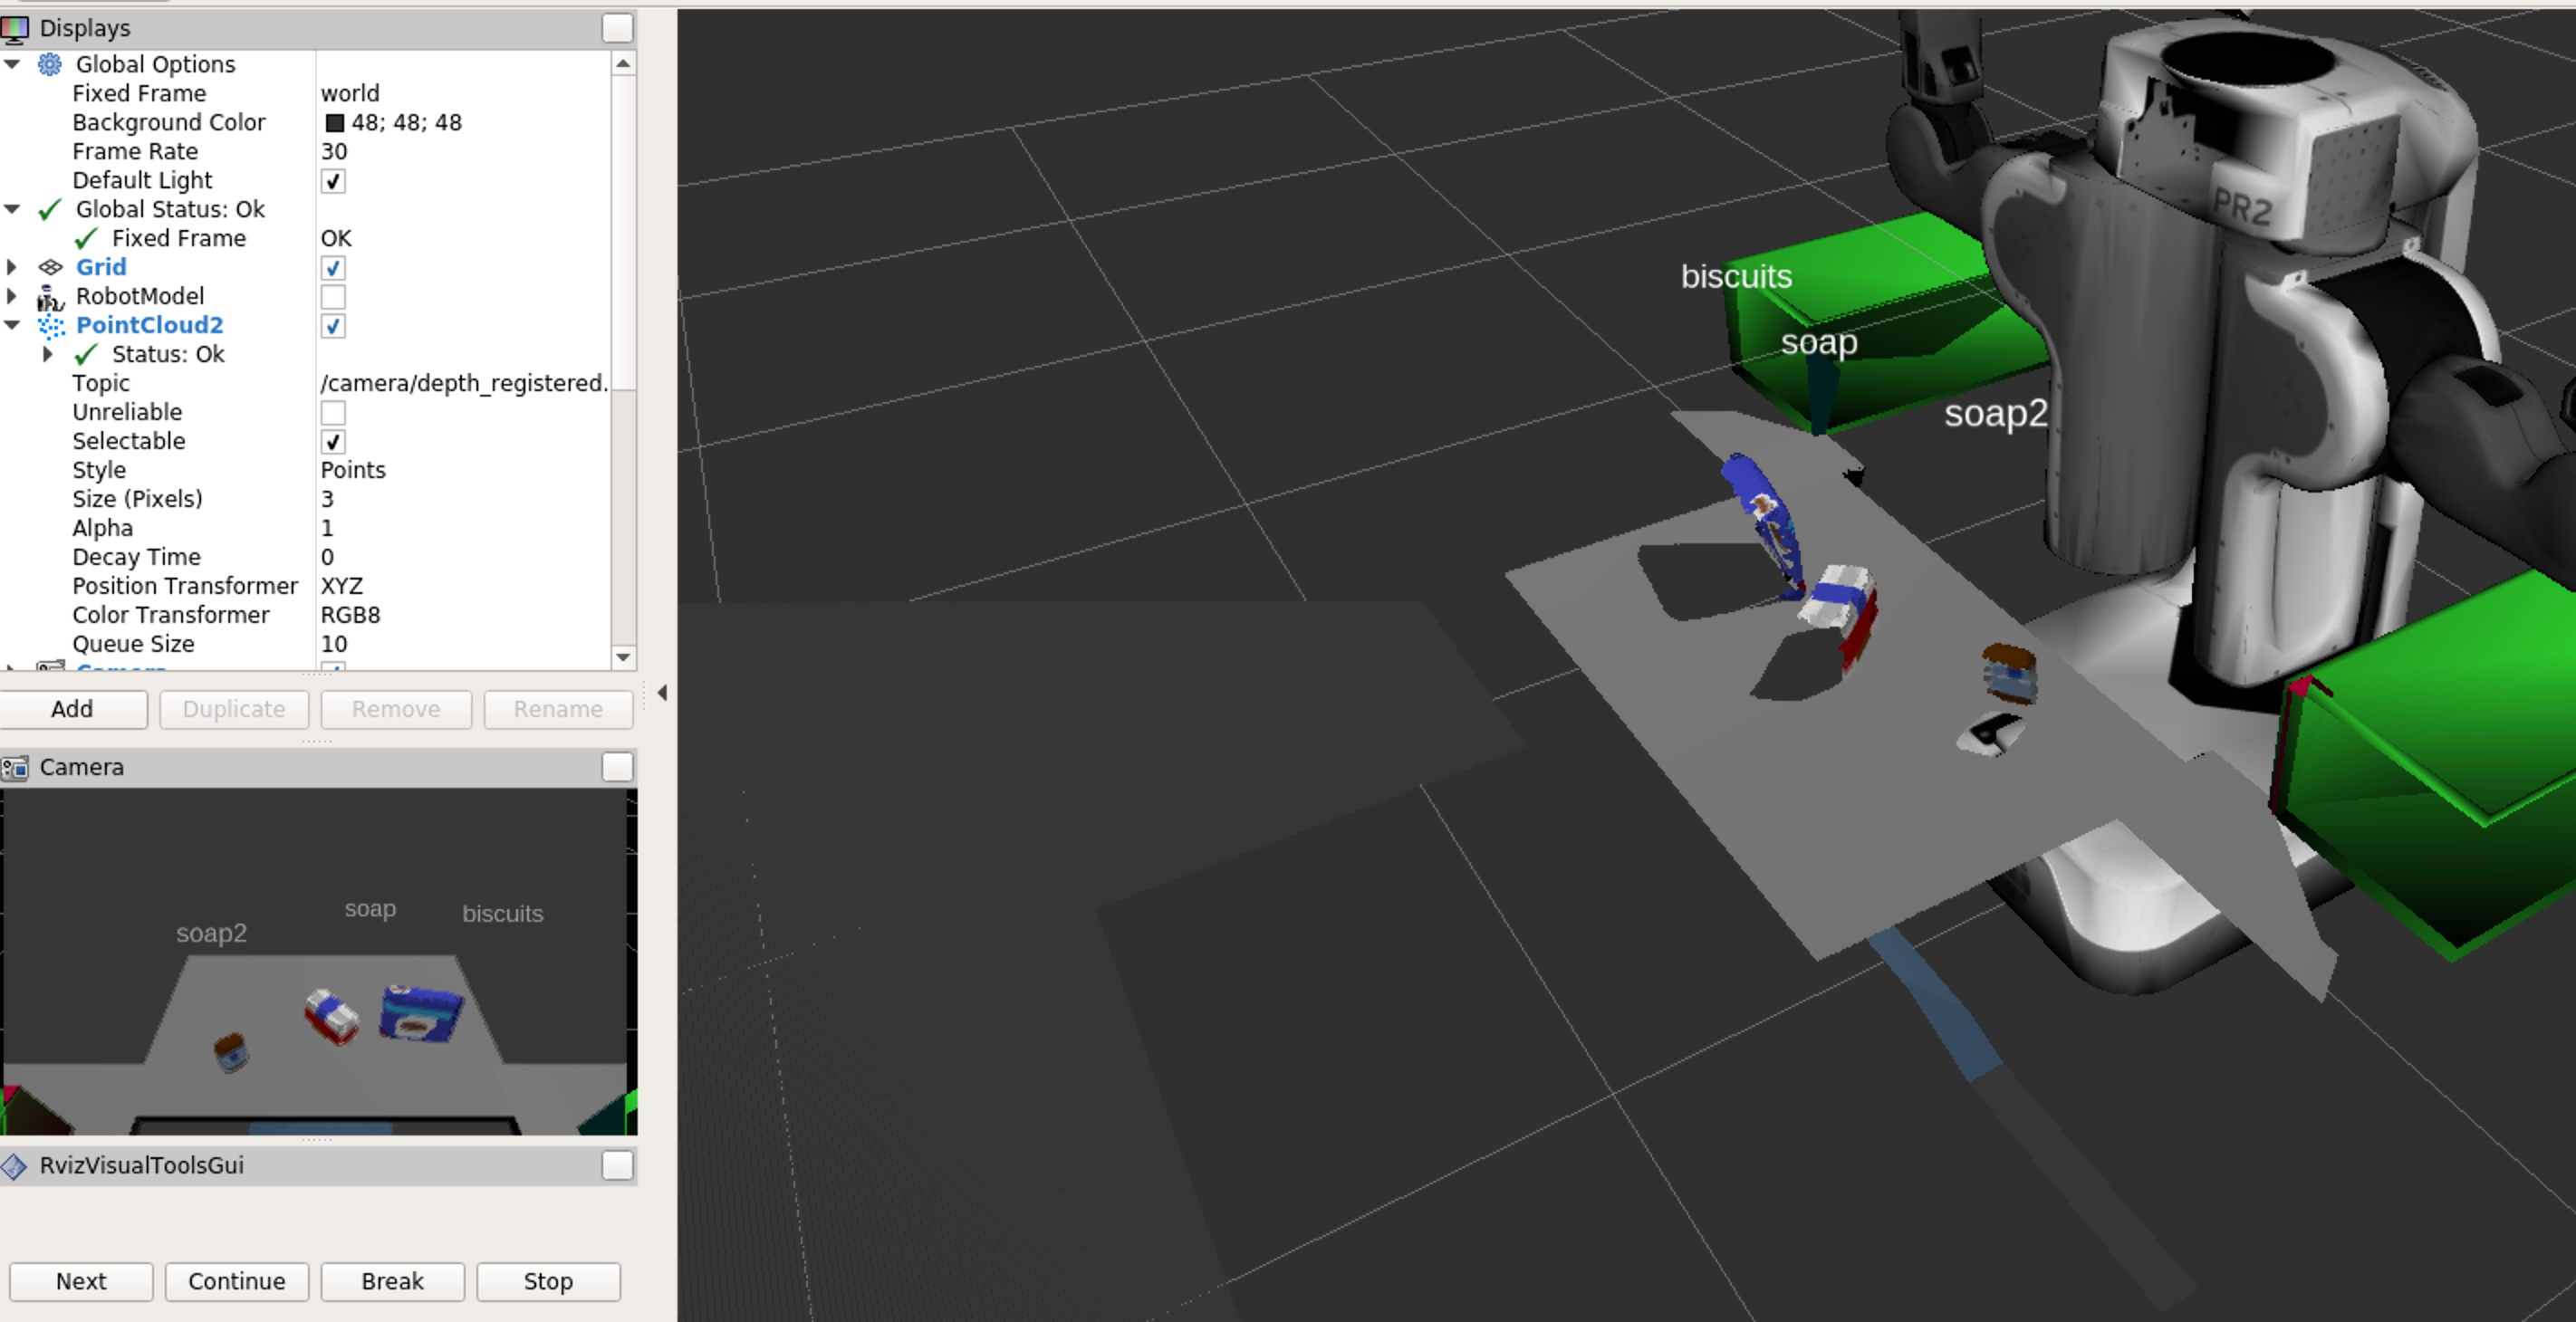 Displays
Global Options
Fixed Frame world
Background Color 48; 48; 48
Frame Rate 30
Default Light
Global Status: Ok
Fixed Frame OK
Grid
RobotModel
PointCloud2
Status: Ok
Topic /camera/depth_registered.
Unreliable
Selectable
Style Points
Size (Pixels) 3
Alpha 1
Decay Time 0
Position Transformer XYZ
Color Transformer RGB8
Queue Size 10
Camera
Add Duplicate Remove Rename
Camera
soap2 soap biscuits
RvizVisualToolsGui
Next Continue Break Stop
PR2
biscuits
soap
soap2